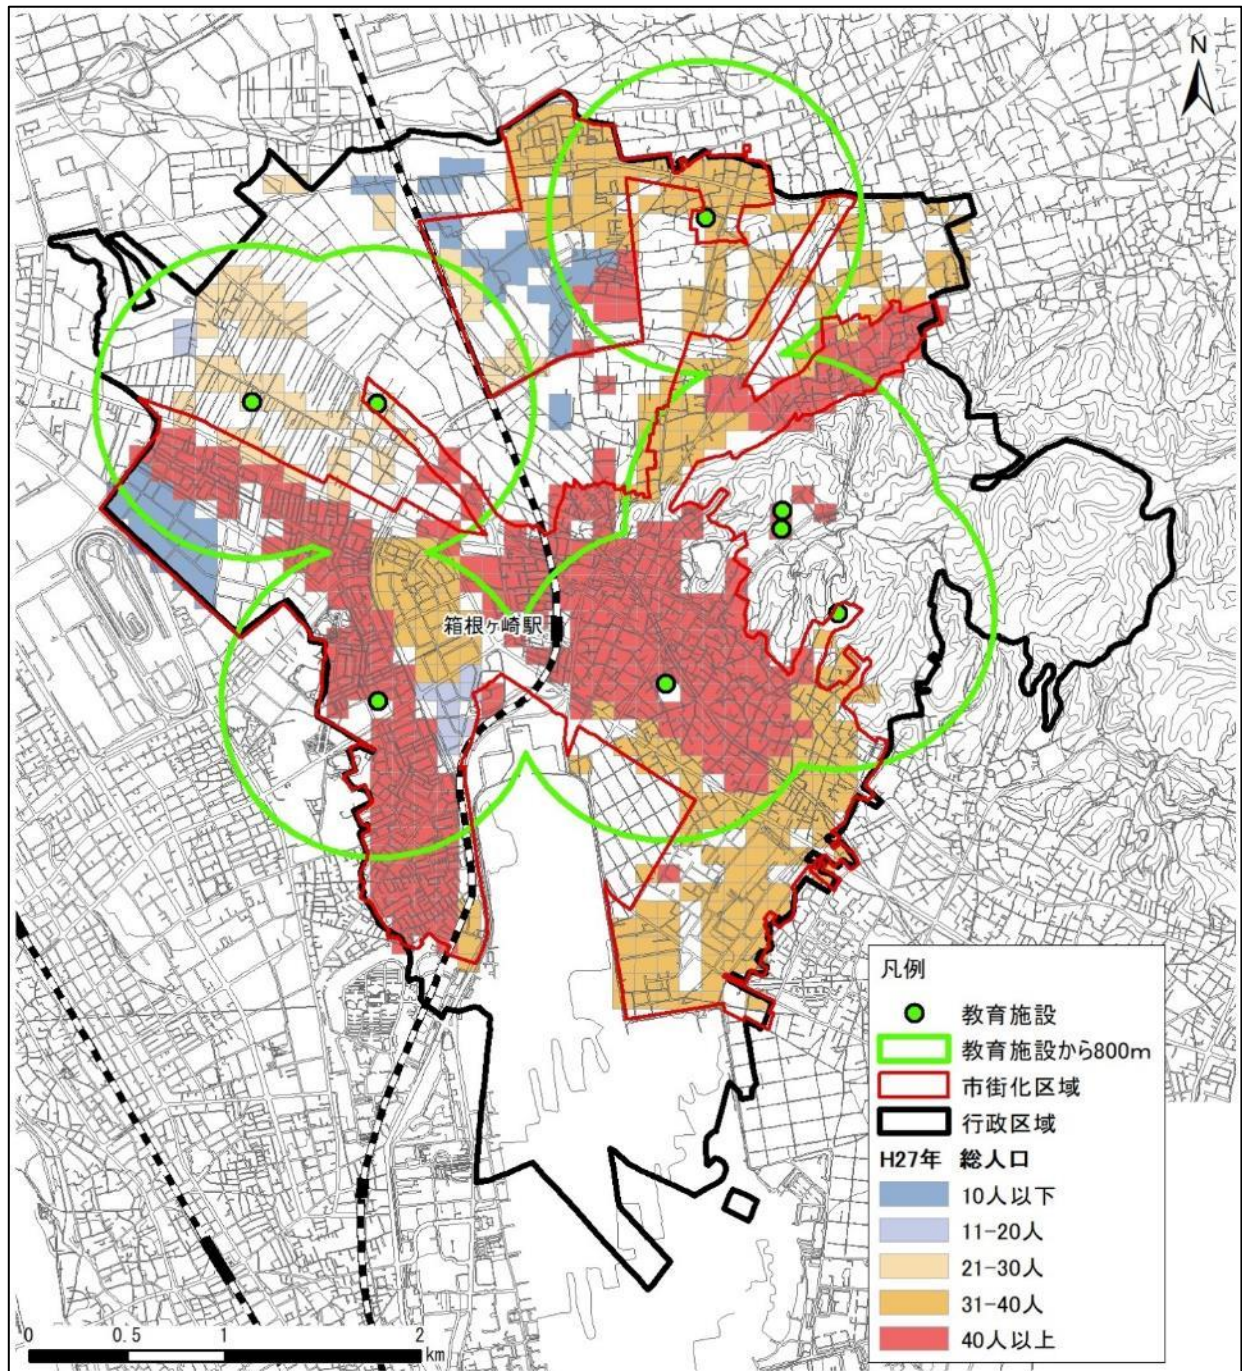 N
箱根ヶ崎駅
凡例
教育施設
教育施設から800m
市街化区域
行政区域
H27年 総人口
10人以下
11-20人
21-30人
31-40人
40人以上
0 0.5 1 2
km